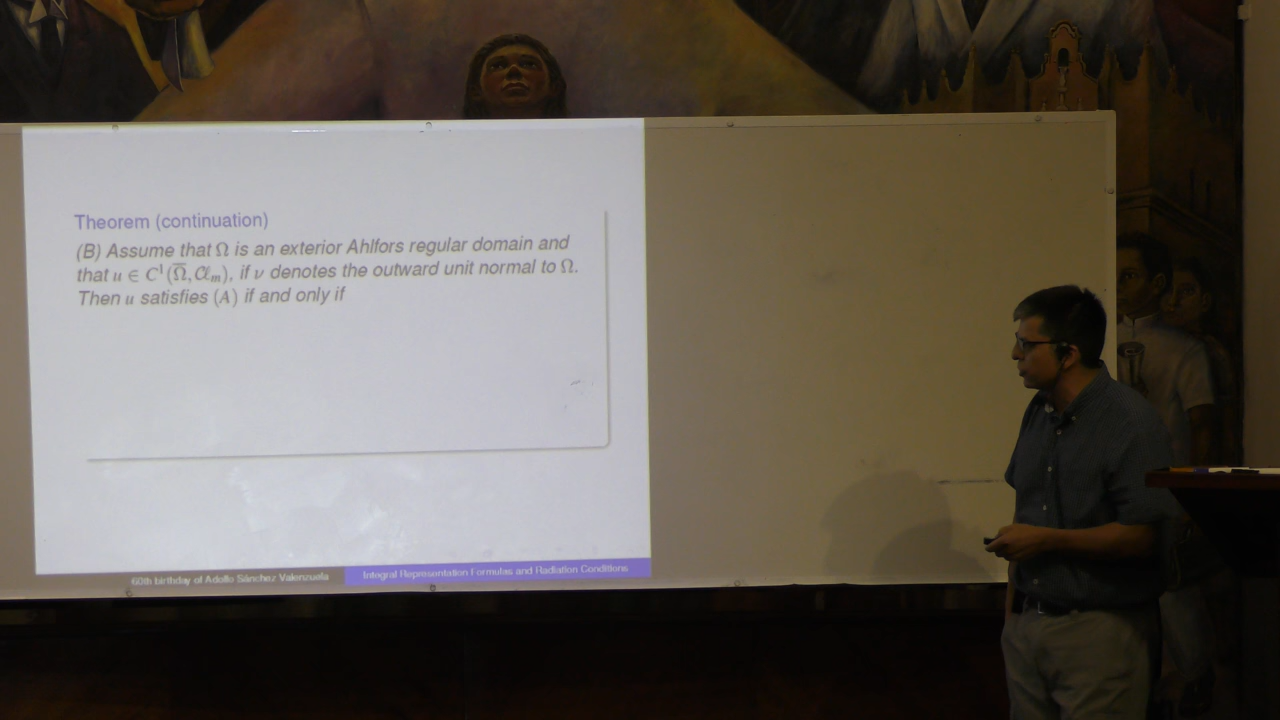 Theorem (continuation)
(B) Assume that Ω is an exterior Ahlfors regular domain and
that u ∈ C¹(Ω̅, Cℓₘ), if ν denotes the outward unit normal to Ω.
Then u satisfies (A) if and only if
60th birthday of Adolfo Sánchez Valenzuela
Integral Representation Formulas and Radiation Conditions